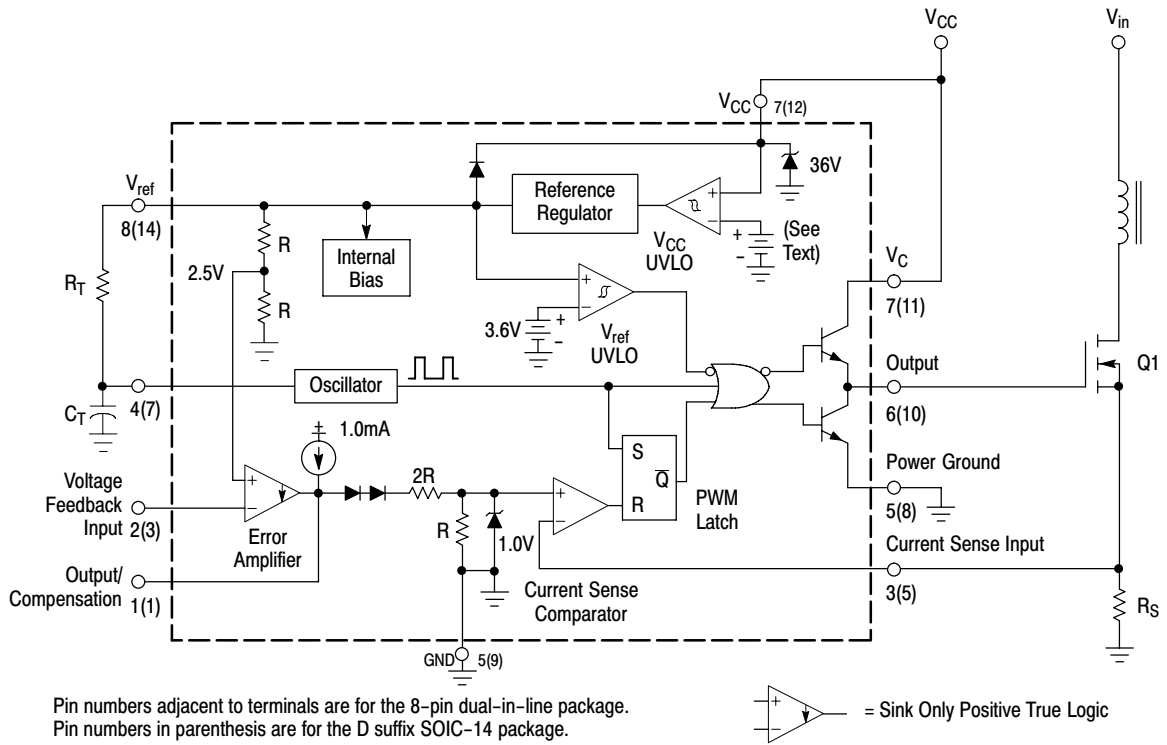 VCC
Vin
VCC 7(12)
36V
Vref
8(14)
Reference
Regulator
+
−
+
−
(See
Text)
VCC
UVLO
R
2.5V
Internal
Bias
R
RT
+
−
3.6V
+
−
Vref
UVLO
VC
7(11)
Output
6(10)
Q1
Oscillator
4(7)
CT
1.0mA
S
Q
R
PWM
Latch
Power Ground
5(8)
Voltage
Feedback
Input
2(3)
+
−
Error
Amplifier
2R
R
1.0V
+
−
Current Sense
Comparator
Current Sense Input
3(5)
RS
Output/
Compensation
1(1)
GND 5(9)
Pin numbers adjacent to terminals are for the 8−pin dual−in−line package.
Pin numbers in parenthesis are for the D suffix SOIC−14 package.
+
−
= Sink Only Positive True Logic